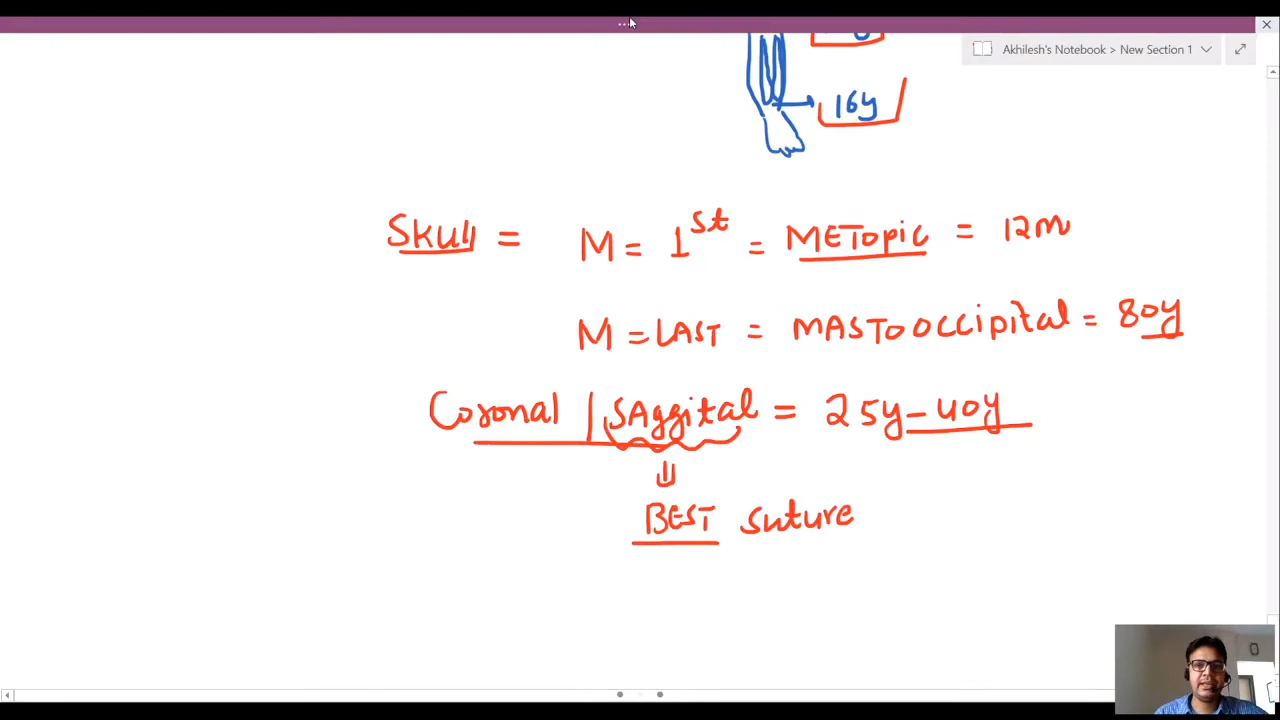 Akhilesh's Notebook > New Section 1
16y
Skull = M = 1st = METopic = 12m
M = LAST = MASTOOCCipital = 80y
Coronal | SAggital = 25y - 40y
BEST suture